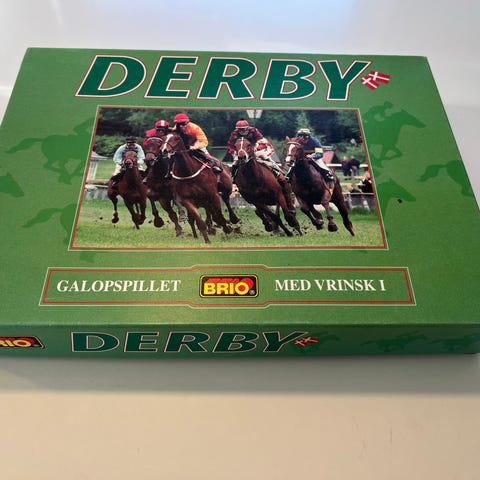 DERBY
GALOPSPILLET BRIO® MED VRINSK I
BRIO DERBY